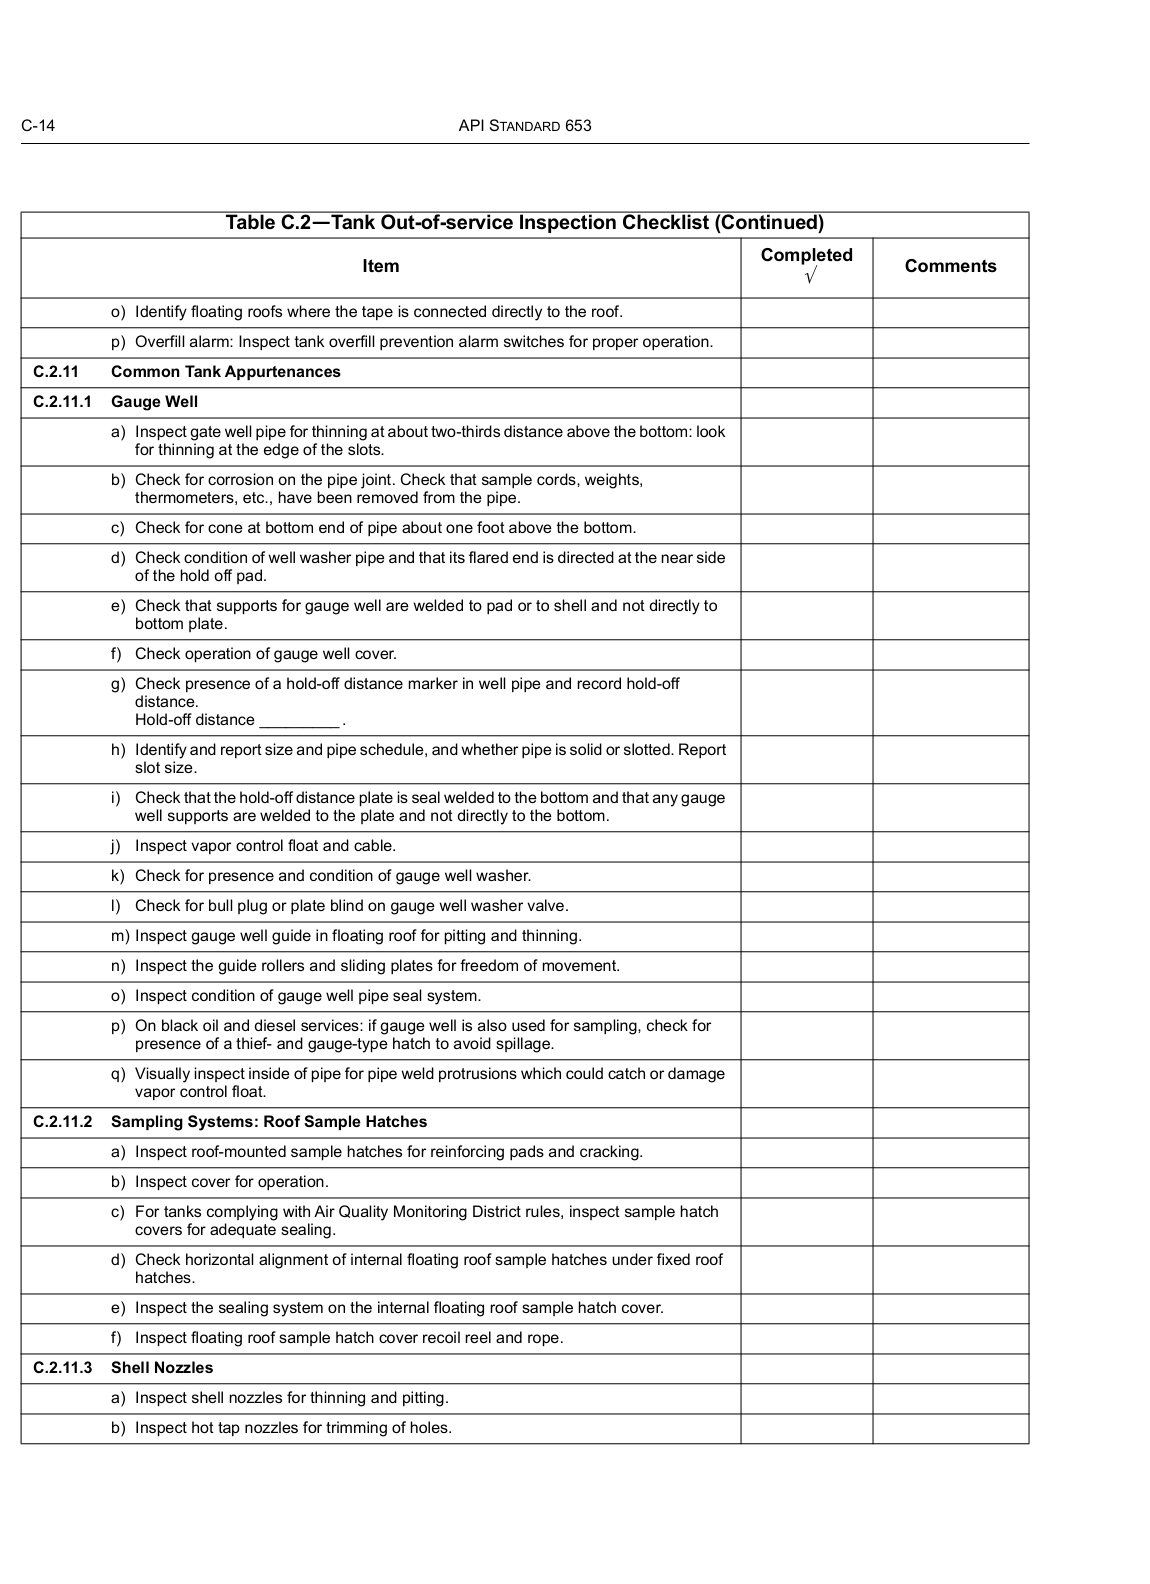 C-14
API STANDARD 653
Table C.2—Tank Out-of-service Inspection Checklist (Continued)
Item
Completed
√
Comments
o) Identify floating roofs where the tape is connected directly to the roof.
p) Overfill alarm: Inspect tank overfill prevention alarm switches for proper operation.
C.2.11 Common Tank Appurtenances
C.2.11.1 Gauge Well
a) Inspect gate well pipe for thinning at about two-thirds distance above the bottom: look
for thinning at the edge of the slots.
b) Check for corrosion on the pipe joint. Check that sample cords, weights,
thermometers, etc., have been removed from the pipe.
c) Check for cone at bottom end of pipe about one foot above the bottom.
d) Check condition of well washer pipe and that its flared end is directed at the near side
of the hold off pad.
e) Check that supports for gauge well are welded to pad or to shell and not directly to
bottom plate.
f) Check operation of gauge well cover.
g) Check presence of a hold-off distance marker in well pipe and record hold-off
distance.
Hold-off distance _________ .
h) Identify and report size and pipe schedule, and whether pipe is solid or slotted. Report
slot size.
i) Check that the hold-off distance plate is seal welded to the bottom and that any gauge
well supports are welded to the plate and not directly to the bottom.
j) Inspect vapor control float and cable.
k) Check for presence and condition of gauge well washer.
l) Check for bull plug or plate blind on gauge well washer valve.
m) Inspect gauge well guide in floating roof for pitting and thinning.
n) Inspect the guide rollers and sliding plates for freedom of movement.
o) Inspect condition of gauge well pipe seal system.
p) On black oil and diesel services: if gauge well is also used for sampling, check for
presence of a thief- and gauge-type hatch to avoid spillage.
q) Visually inspect inside of pipe for pipe weld protrusions which could catch or damage
vapor control float.
C.2.11.2 Sampling Systems: Roof Sample Hatches
a) Inspect roof-mounted sample hatches for reinforcing pads and cracking.
b) Inspect cover for operation.
c) For tanks complying with Air Quality Monitoring District rules, inspect sample hatch
covers for adequate sealing.
d) Check horizontal alignment of internal floating roof sample hatches under fixed roof
hatches.
e) Inspect the sealing system on the internal floating roof sample hatch cover.
f) Inspect floating roof sample hatch cover recoil reel and rope.
C.2.11.3 Shell Nozzles
a) Inspect shell nozzles for thinning and pitting.
b) Inspect hot tap nozzles for trimming of holes.